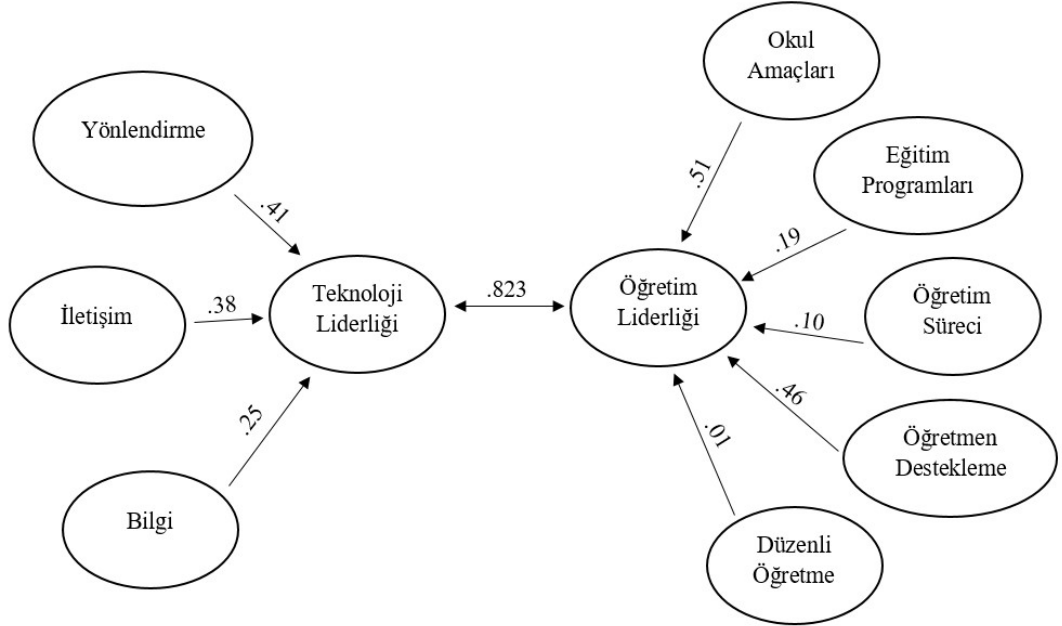 Okul
Amaçları
Yönlendirme
Eğitim
Programları
.51
.41
.19
İletişim
.38
Teknoloji
Liderliği
.823
Öğretim
Liderliği
Öğretim
Süreci
.10
.25
.46
.01
Öğretmen
Destekleme
Bilgi
Düzenli
Öğretme